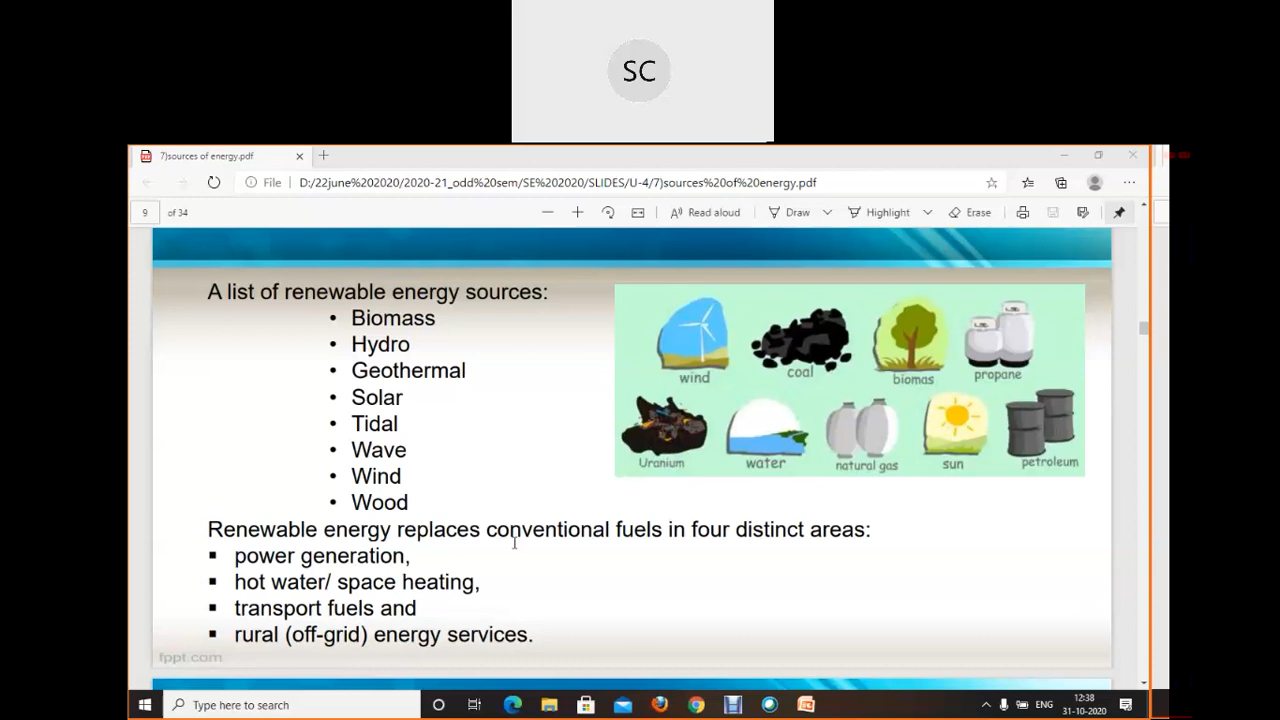 SC
7)sources of energy.pdf
File D:/22june%202020/2020-21_odd%20sem/SE%202020/SLIDES/U-4/7)sources%20of%20energy.pdf
9 of 34 Read aloud Draw Highlight Erase
A list of renewable energy sources:
• Biomass
• Hydro
• Geothermal
• Solar
• Tidal
• Wave
• Wind
• Wood
wind coal biomas propane
Uranium water natural gas sun petroleum
Renewable energy replaces conventional fuels in four distinct areas:
▪ power generation,
▪ hot water/ space heating,
▪ transport fuels and
▪ rural (off-grid) energy services.
fppt.com
Type here to search
ENG
12:38
31-10-2020